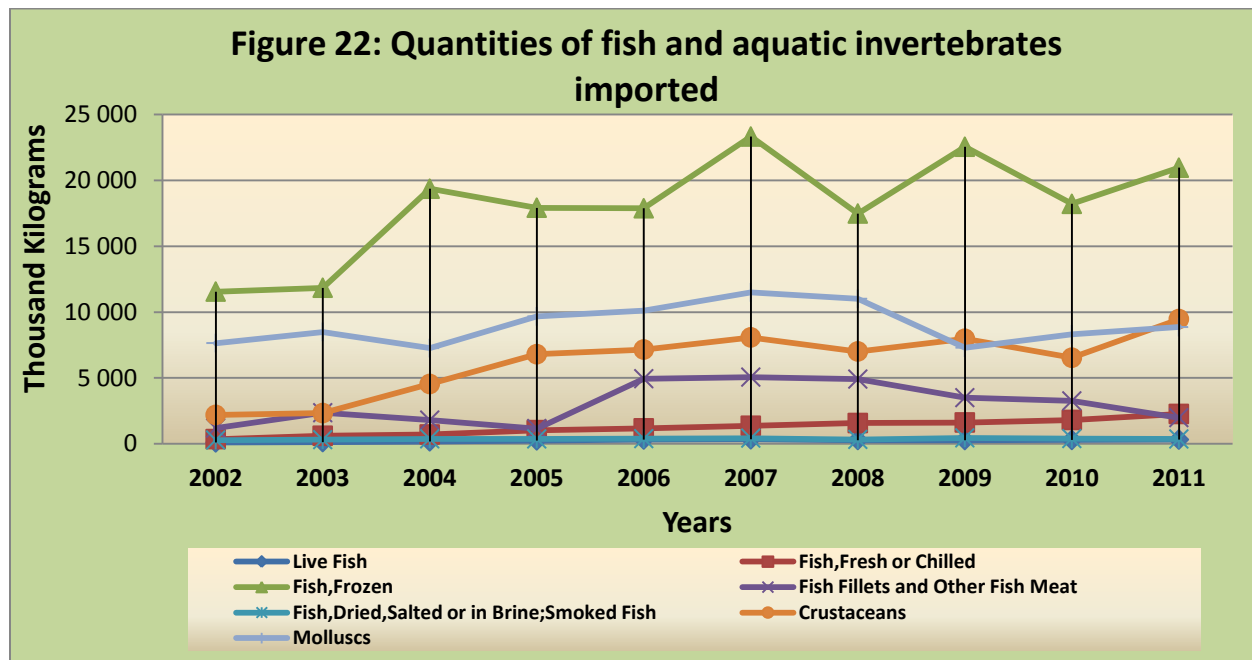 Figure 22: Quantities of fish and aquatic invertebrates
imported
Thousand Kilograms
25 000
20 000
15 000
10 000
5 000
0
2002 2003 2004 2005 2006 2007 2008 2009 2010 2011
Years
Live Fish Fish,Fresh or Chilled
Fish,Frozen Fish Fillets and Other Fish Meat
Fish,Dried,Salted or in Brine;Smoked Fish Crustaceans
Molluscs